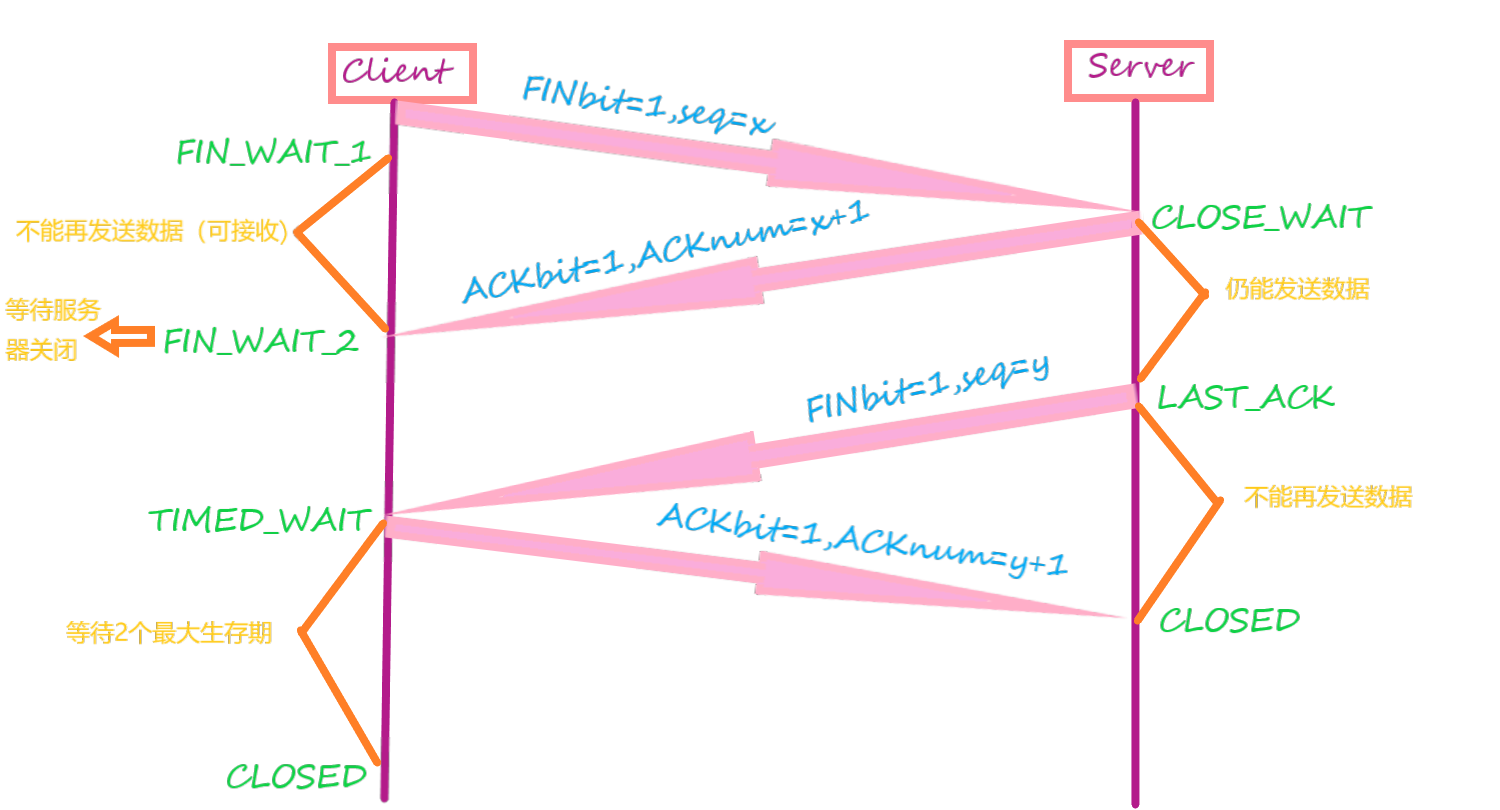 Client
Server
FINbit=1,seq=x
FIN_WAIT_1
不能再发送数据（可接收）
CLOSE_WAIT
ACKbit=1,ACKnum=x+1
仍能发送数据
等待服务
器关闭
FIN_WAIT_2
FINbit=1,seq=y
LAST_ACK
不能再发送数据
TIMED_WAIT
ACKbit=1,ACKnum=y+1
CLOSED
等待2个最大生存期
CLOSED